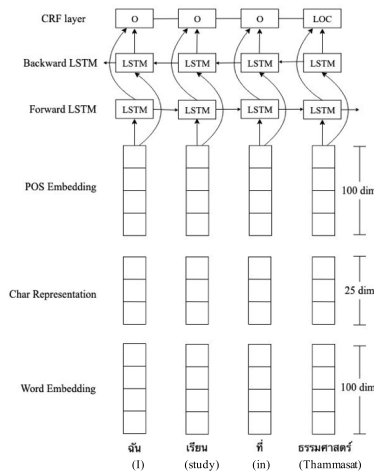 CRF layer O O O LOC
Backward LSTM LSTM LSTM LSTM LSTM
Forward LSTM LSTM LSTM LSTM LSTM
POS Embedding 100 dim
Char Representation 25 dim
Word Embedding 100 dim
ฉัน เรียน ที่ ธรรมศาสตร์
(I) (study) (in) (Thammasat)